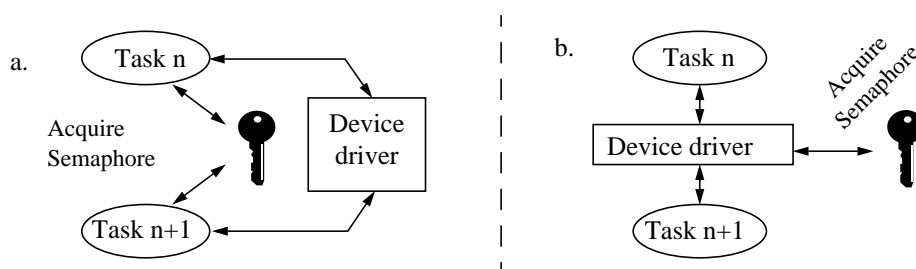 a.
Task n
Acquire
Semaphore
Device
driver
Task n+1
b.
Task n
Acquire
Semaphore
Device driver
Task n+1